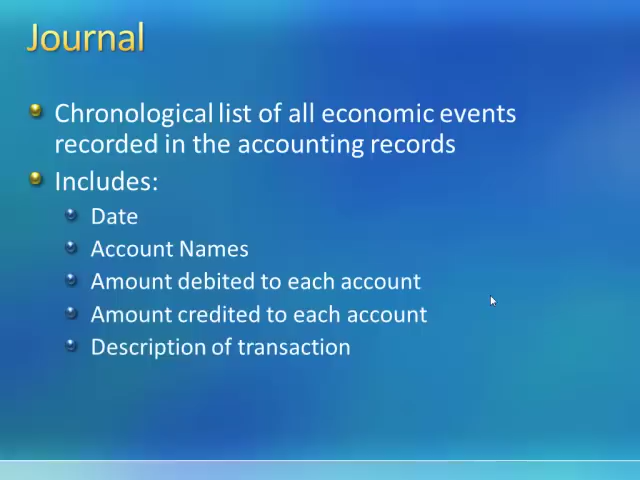 Journal
Chronological list of all economic events
recorded in the accounting records
Includes:
Date
Account Names
Amount debited to each account
Amount credited to each account
Description of transaction